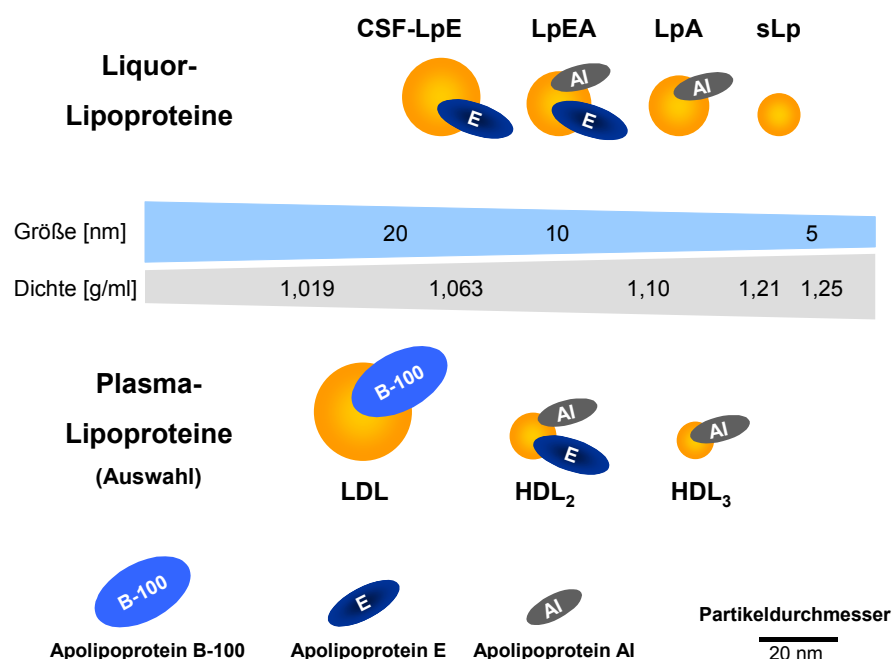 CSF-LpE LpEA LpA sLp
Liquor-
Lipoproteine
AI AI
E E
Größe [nm] 20 10 5
Dichte [g/ml] 1,019 1,063 1,10 1,21 1,25
Plasma-
Lipoproteine
(Auswahl)
B-100 AI E AI
LDL HDL₂ HDL₃
B-100 E AI
Apolipoprotein B-100 Apolipoprotein E Apolipoprotein AI
Partikeldurchmesser
20 nm